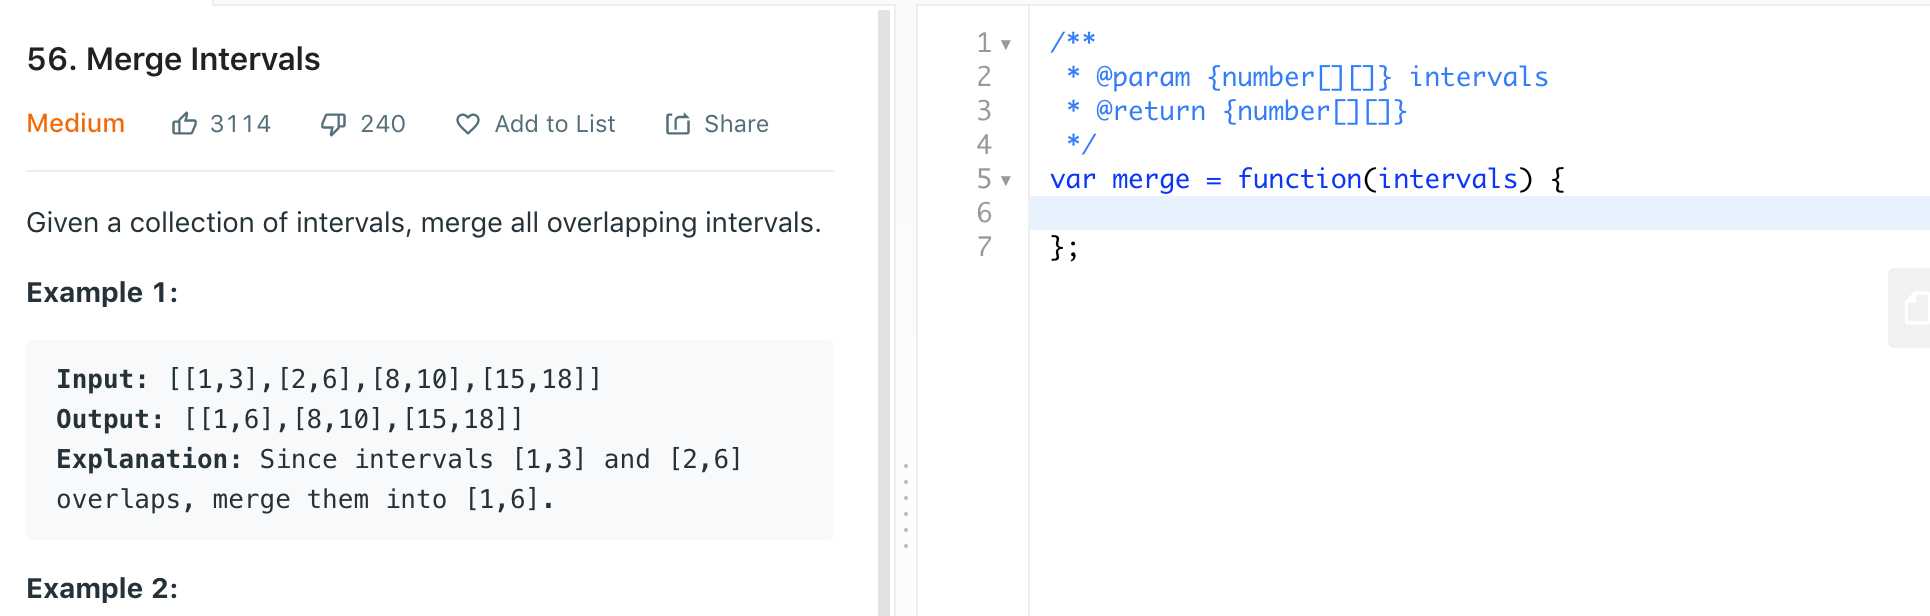 56. Merge Intervals
Medium 3114 240 Add to List Share
Given a collection of intervals, merge all overlapping intervals.
Example 1:
Input: [[1,3],[2,6],[8,10],[15,18]]
Output: [[1,6],[8,10],[15,18]]
Explanation: Since intervals [1,3] and [2,6]
overlaps, merge them into [1,6].
Example 2:
1 /**
2  * @param {number[][]} intervals
3  * @return {number[][]}
4  */
5 var merge = function(intervals) {
6
7 };